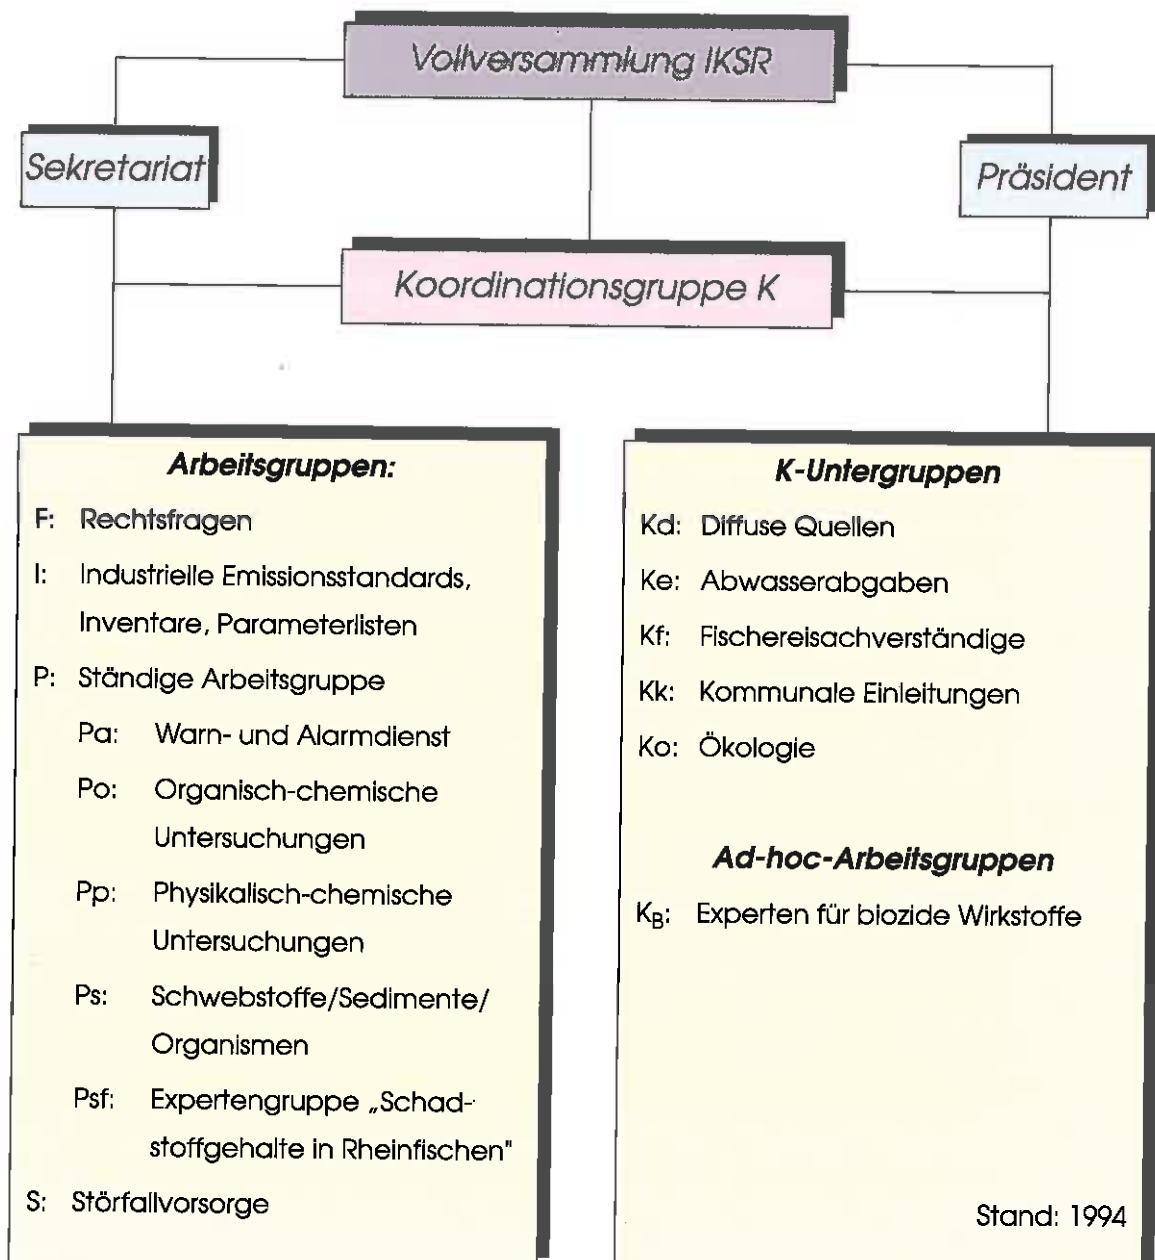 Vollversammlung IKSR
Sekretariat
Präsident
Koordinationsgruppe K
Arbeitsgruppen:
F: Rechtsfragen
I: Industrielle Emissionsstandards,
Inventare, Parameterlisten
P: Ständige Arbeitsgruppe
Pa: Warn- und Alarmdienst
Po: Organisch-chemische
Untersuchungen
Pp: Physikalisch-chemische
Untersuchungen
Ps: Schwebstoffe/Sedimente/
Organismen
Psf: Expertengruppe „Schad-
stoffgehalte in Rheinfischen"
S: Störfallvorsorge
K-Untergruppen
Kd: Diffuse Quellen
Ke: Abwasserabgaben
Kf: Fischereisachverständige
Kk: Kommunale Einleitungen
Ko: Ökologie
Ad-hoc-Arbeitsgruppen
KB: Experten für biozide Wirkstoffe
Stand: 1994